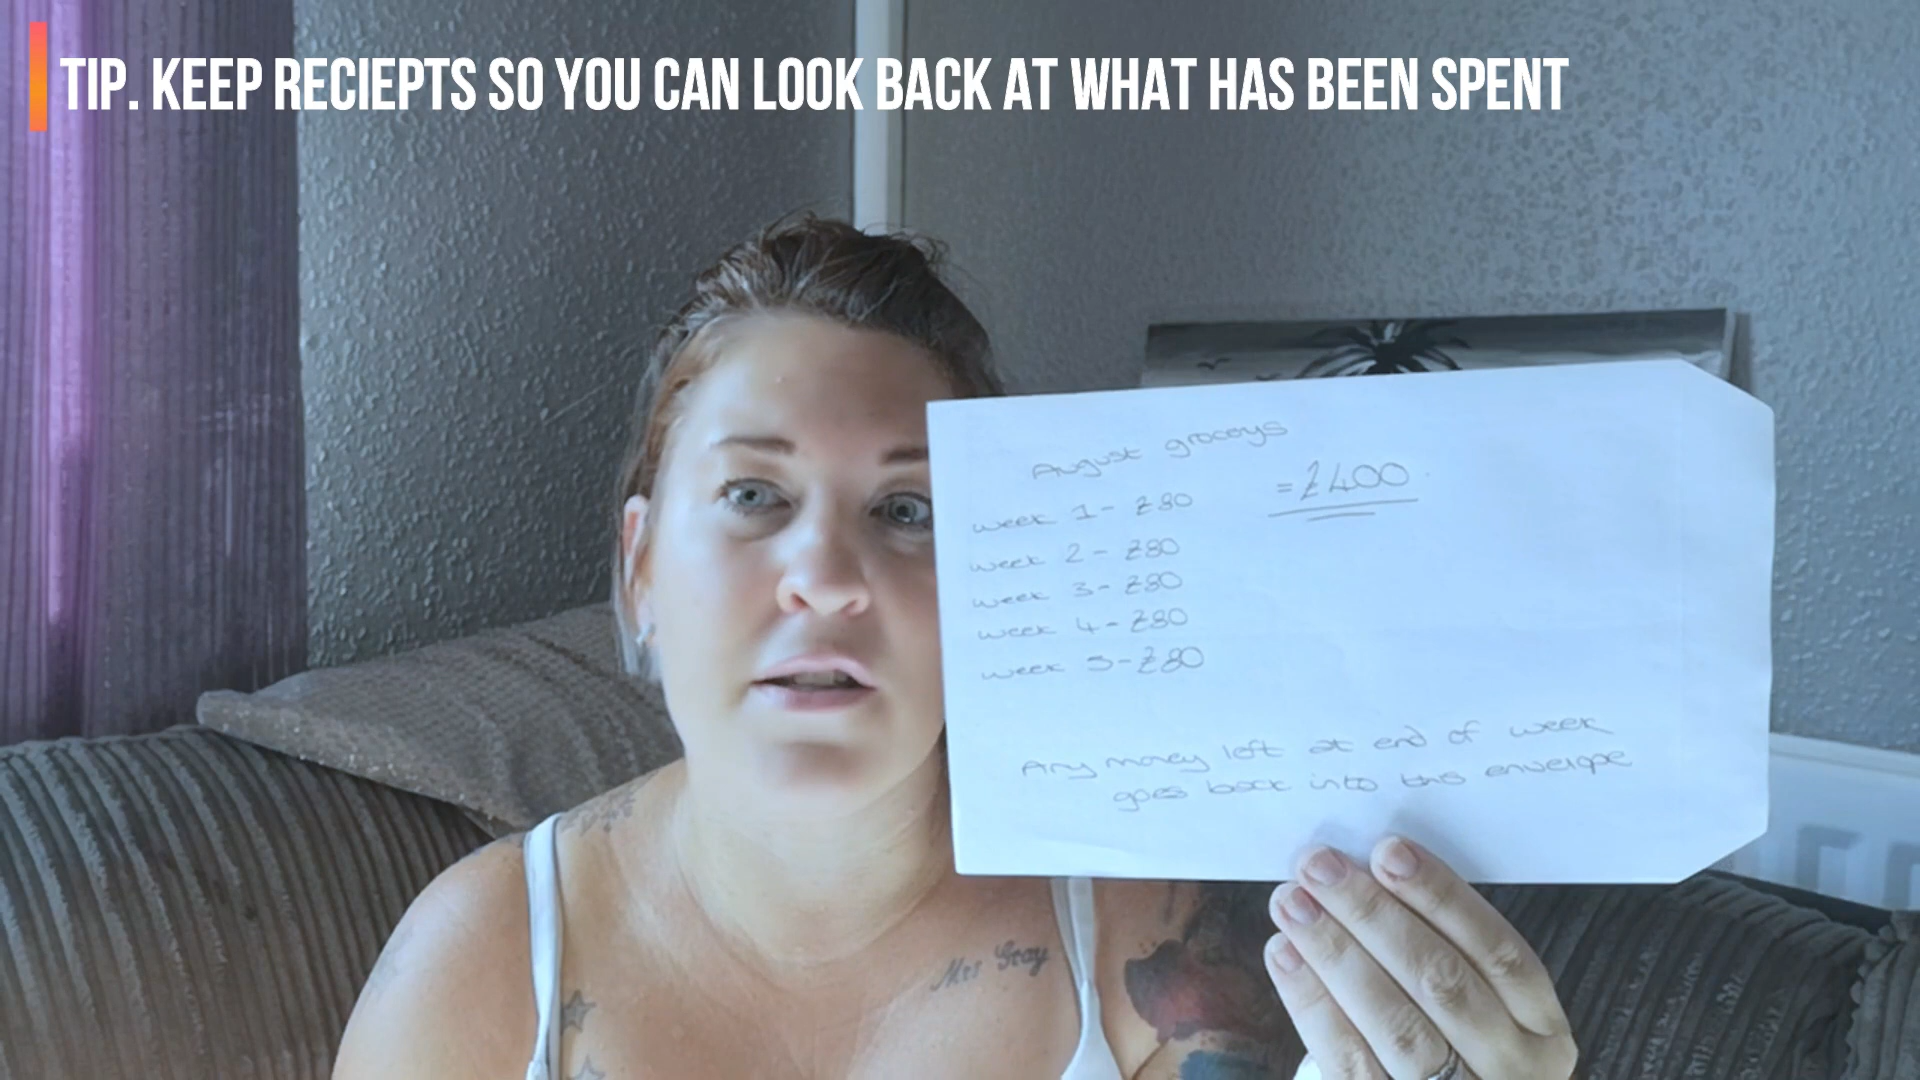 TIP. KEEP RECIEPTS SO YOU CAN LOOK BACK AT WHAT HAS BEEN SPENT
August groceys
week 1 - £80
= £400
week 2 - £80
week 3 - £80
week 4 - £80
week 5 - £80
Any money left at end of week
goes back into this envelope
Mrs Gray